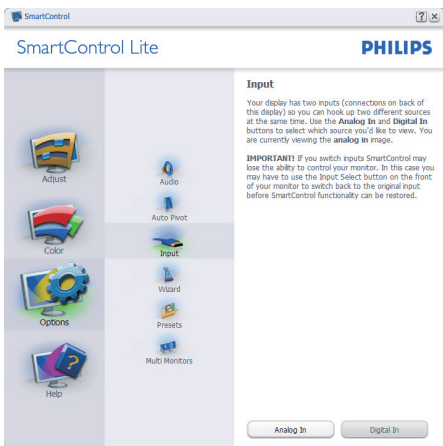 SmartControl
? ×
SmartControl Lite
PHILIPS
Adjust
Color
Options
Help
Audio
Auto Pivot
Input
Wizard
Presets
Multi Monitors
Input
Your display has two inputs (connections on back of
this display) so you can hook up two different sources
at the same time. Use the Analog In and Digital In
buttons to select which source you'd like to view. You
are currently viewing the analog in image.
IMPORTANT! If you switch inputs SmartControl may
lose the ability to control your monitor. In this case you
may have to use the Input Select button on the front
of your monitor to switch back to the original input
before SmartControl functionality can be restored.
Analog In
Digital In